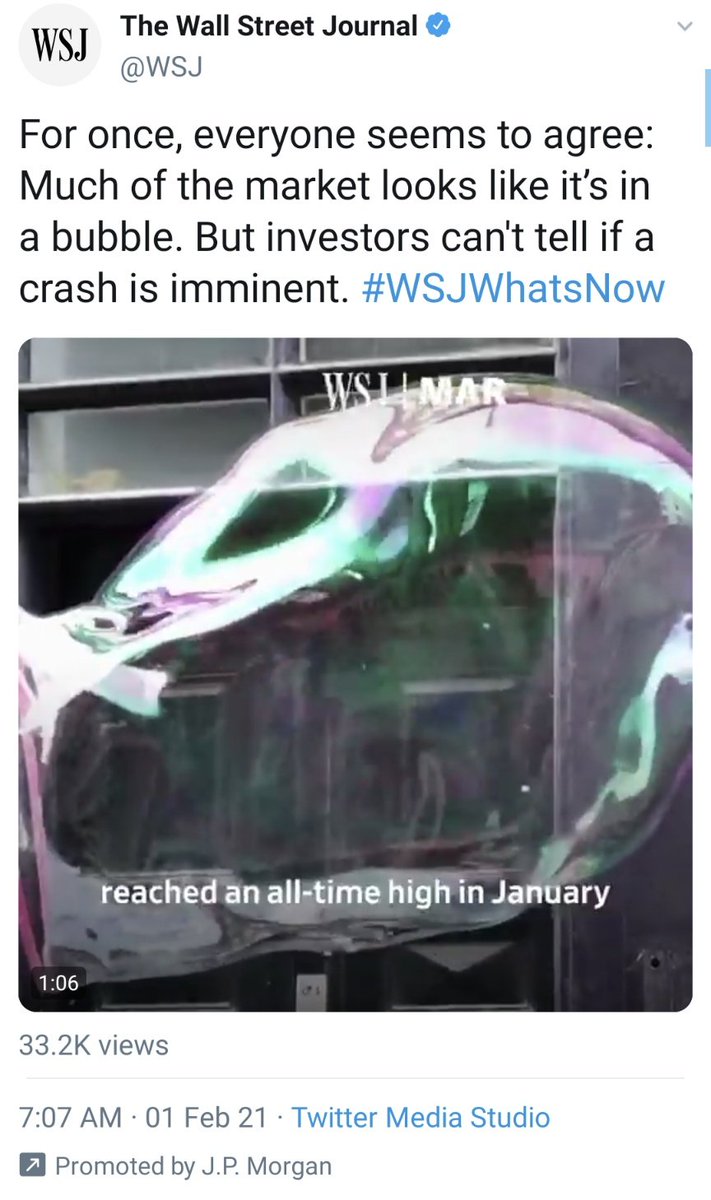 WSJ
The Wall Street Journal
@WSJ
For once, everyone seems to agree:
Much of the market looks like it’s in
a bubble. But investors can't tell if a
crash is imminent. #WSJWhatsNow
WSJ | MAR
reached an all-time high in January
1:06
33.2K views
7:07 AM · 01 Feb 21 · Twitter Media Studio
Promoted by J.P. Morgan